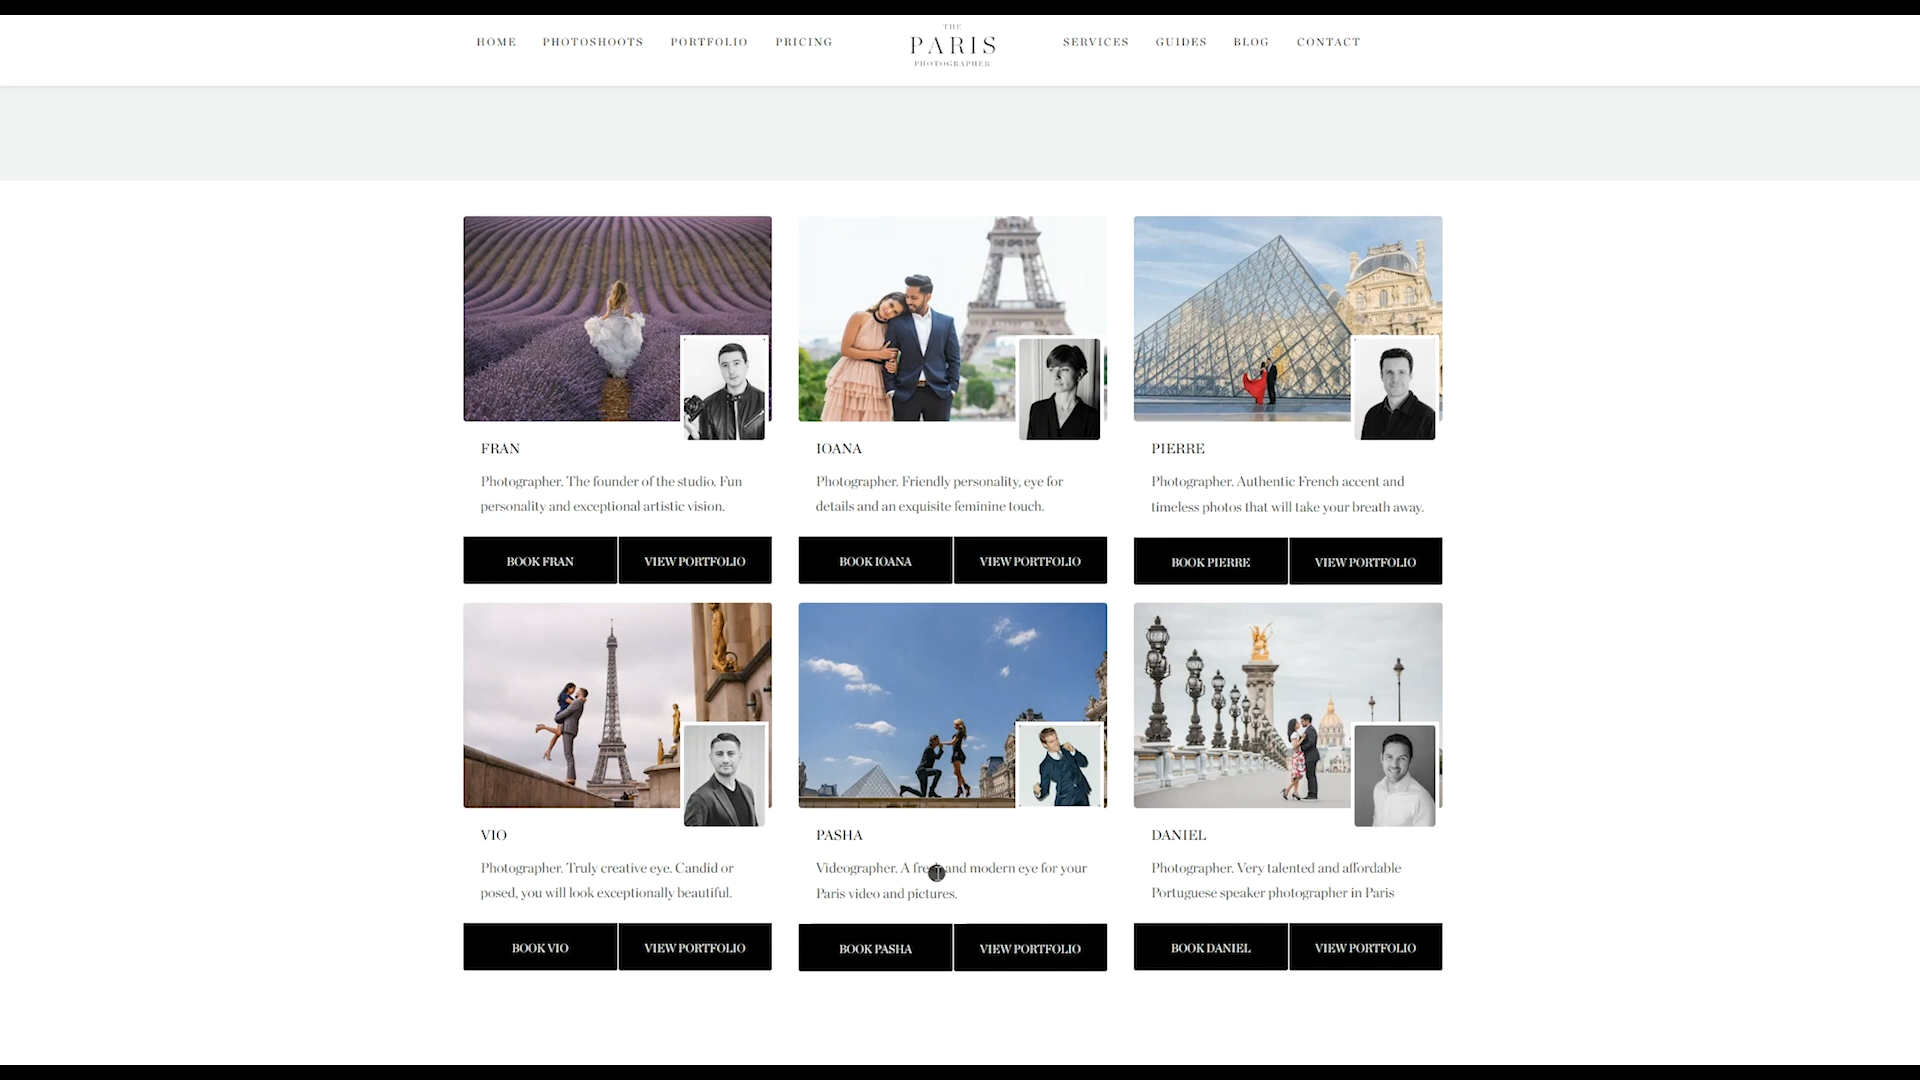 HOME PHOTOSHOOTS PORTFOLIO PRICING
THE
PARIS
PHOTOGRAPHER
SERVICES GUIDES BLOG CONTACT
FRAN
Photographer. The founder of the studio. Fun
personality and exceptional artistic vision.
BOOK FRAN
VIEW PORTFOLIO
IOANA
Photographer. Friendly personality, eye for
details and an exquisite feminine touch.
BOOK IOANA
VIEW PORTFOLIO
PIERRE
Photographer. Authentic French accent and
timeless photos that will take your breath away.
BOOK PIERRE
VIEW PORTFOLIO
VIO
Photographer. Truly creative eye. Candid or
posed, you will look exceptionally beautiful.
BOOK VIO
VIEW PORTFOLIO
PASHA
Videographer. A fresh and modern eye for your
Paris video and pictures.
BOOK PASHA
VIEW PORTFOLIO
DANIEL
Photographer. Very talented and affordable
Portuguese speaker photographer in Paris
BOOK DANIEL
VIEW PORTFOLIO